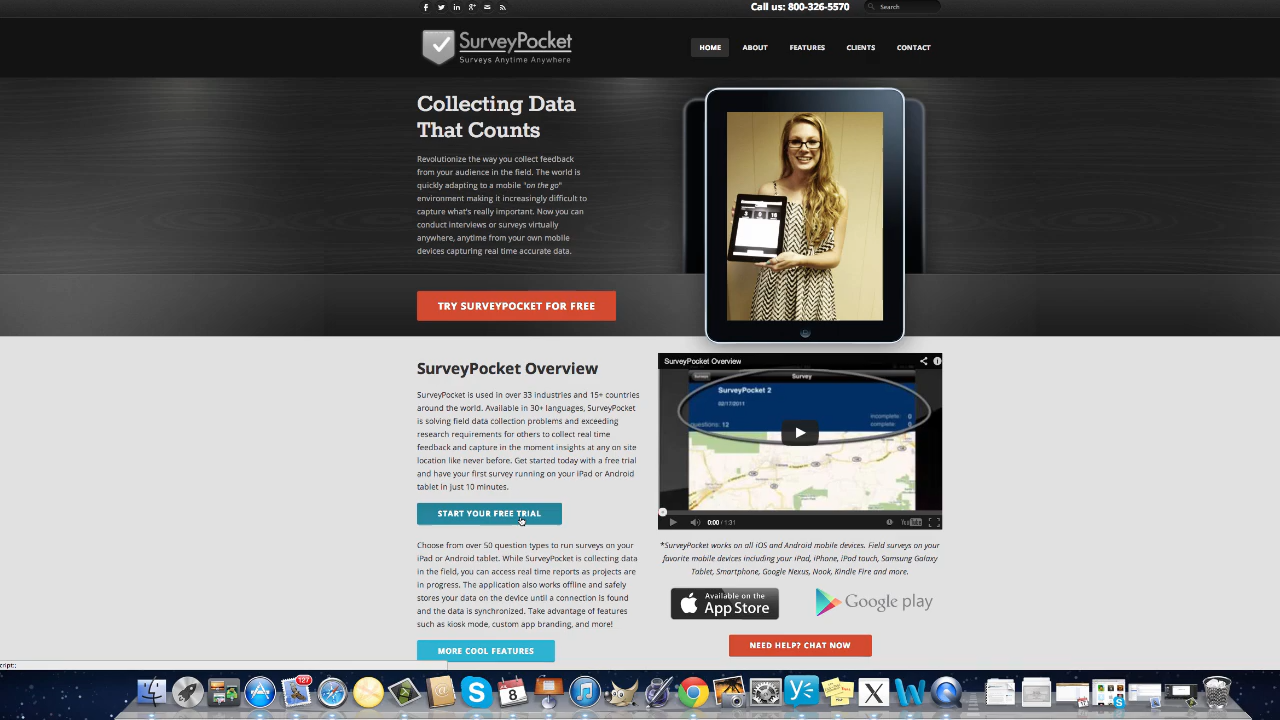 Call us: 800-326-5570
Search
SurveyPocket
Surveys Anytime Anywhere
HOME ABOUT FEATURES CLIENTS CONTACT
Collecting Data
That Counts
Revolutionize the way you collect feedback
from your audience in the field. The world is
quickly adapting to a mobile "on the go"
environment making it increasingly difficult to
capture what's really important. Now you can
conduct interviews or surveys virtually
anywhere, anytime from your own mobile
devices capturing real time accurate data.
TRY SURVEYPOCKET FOR FREE
SurveyPocket Overview
SurveyPocket is used in over 33 industries and 15+ countries
around the world. Available in 30+ languages, SurveyPocket
is solving field data collection problems and exceeding
research requirements for others to collect real time
feedback and capture in the moment insights at any on site
location like never before. Get started today with a free trial
and have your first survey running on your iPad or Android
tablet in just 10 minutes.
START YOUR FREE TRIAL
Choose from over 50 question types to run surveys on your
iPad or Android tablet. While SurveyPocket is collecting data
in the field, you can access real time reports as projects are
in progress. The application also works offline and safely
stores your data on the device until a connection is found
and the data is synchronized. Take advantage of features
such as kiosk mode, custom app branding, and more!
MORE COOL FEATURES
SurveyPocket Overview
Survey
SurveyPocket 2
02/17/2011
incomplete: 0
questions: 12 complete: 0
0:00 / 1:31
*SurveyPocket works on all iOS and Android mobile devices. Field surveys on your
favorite mobile devices including your iPad, iPhone, iPod touch, Samsung Galaxy
Tablet, Smartphone, Google Nexus, Nook, Kindle Fire and more.
Available on the
App Store
Google play
NEED HELP? CHAT NOW
cript:;
127
8